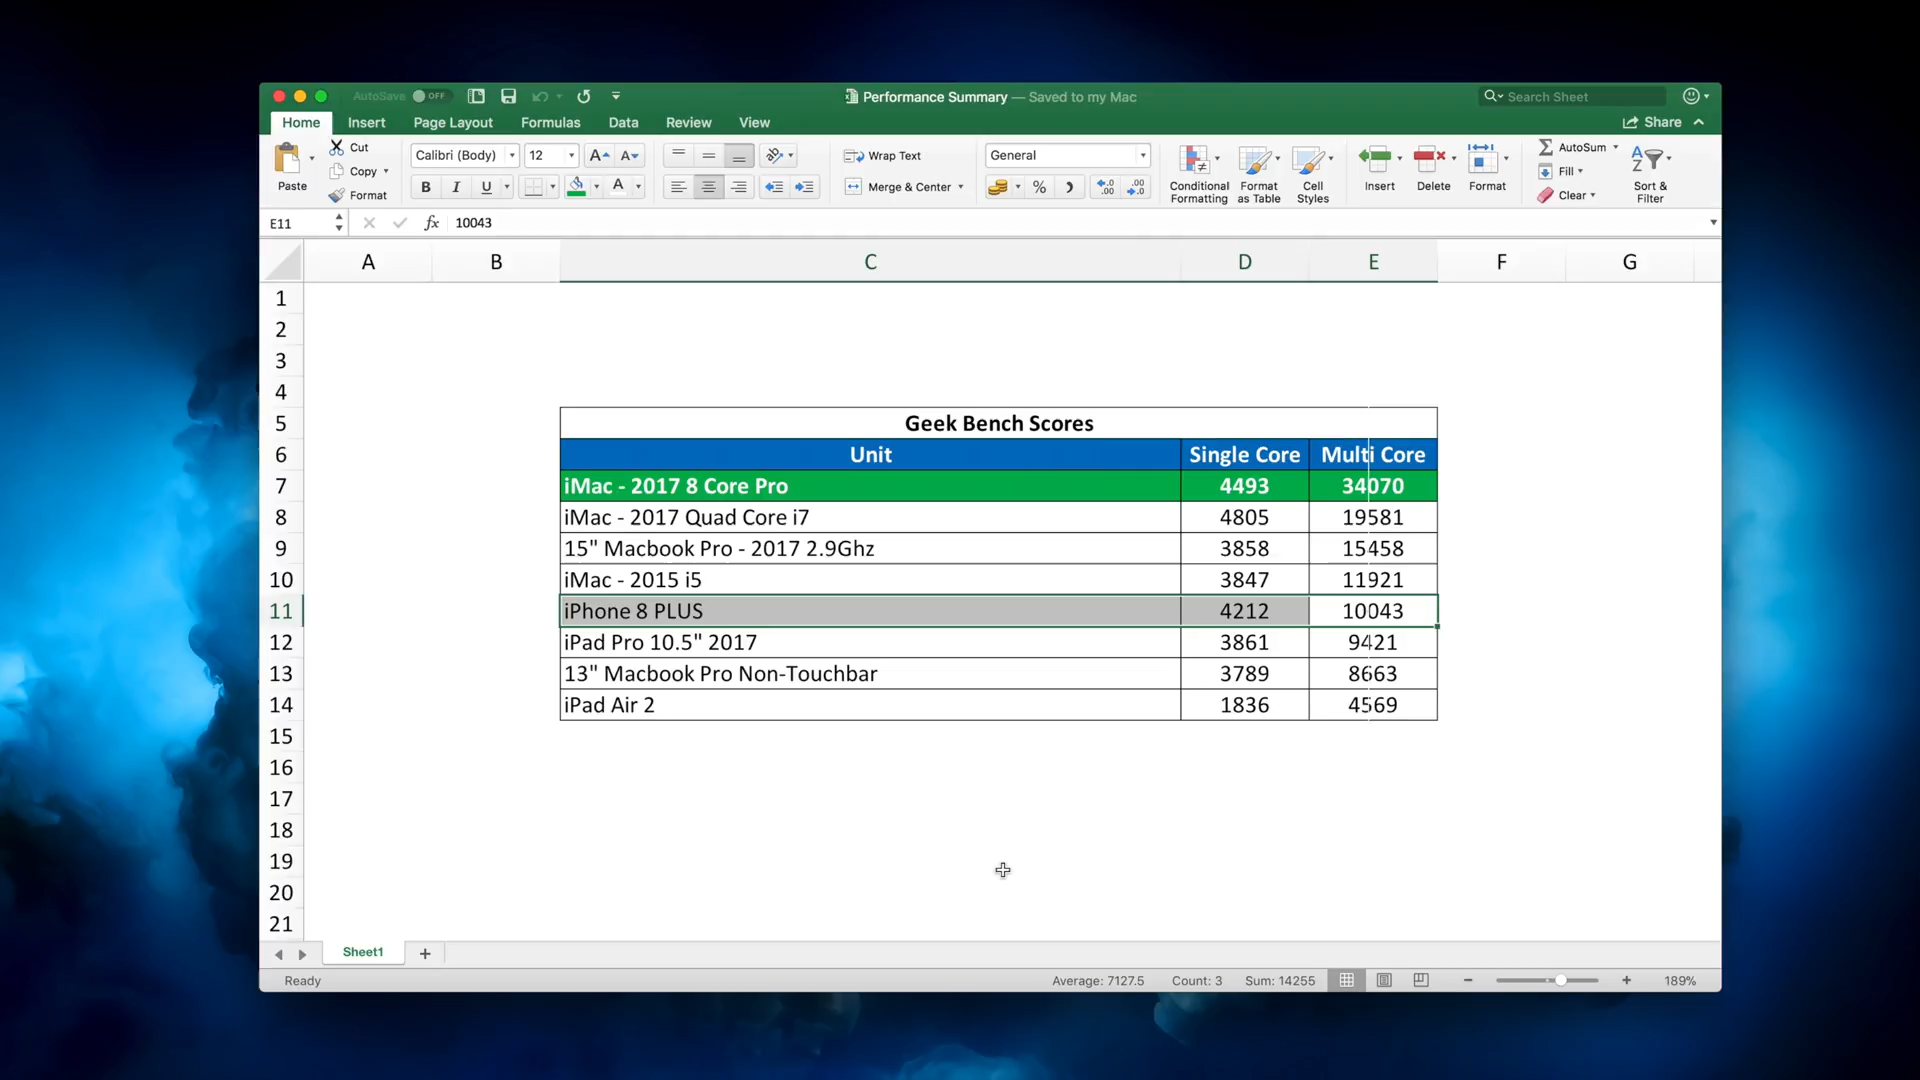 AutoSave OFF Performance Summary — Saved to my Mac Search Sheet
Home Insert Page Layout Formulas Data Review View Share
Paste Cut Copy Format
Calibri (Body) 12 A A
B I U A
Wrap Text
Merge & Center
General
% .0 .00 .00 .0
Conditional Formatting
Format as Table
Cell Styles
Insert Delete Format
AutoSum
Fill
Clear
Sort & Filter
E11 fx 10043
A B C D E F G
1
2
3
4
5 Geek Bench Scores
6 Unit Single Core Multi Core
7 iMac - 2017 8 Core Pro 4493 34070
8 iMac - 2017 Quad Core i7 4805 19581
9 15" Macbook Pro - 2017 2.9Ghz 3858 15458
10 iMac - 2015 i5 3847 11921
11 iPhone 8 PLUS 4212 10043
12 iPad Pro 10.5" 2017 3861 9421
13 13" Macbook Pro Non-Touchbar 3789 8663
14 iPad Air 2 1836 4569
15
16
17
18
19
20
21
Sheet1 +
Ready Average: 7127.5 Count: 3 Sum: 14255 189%